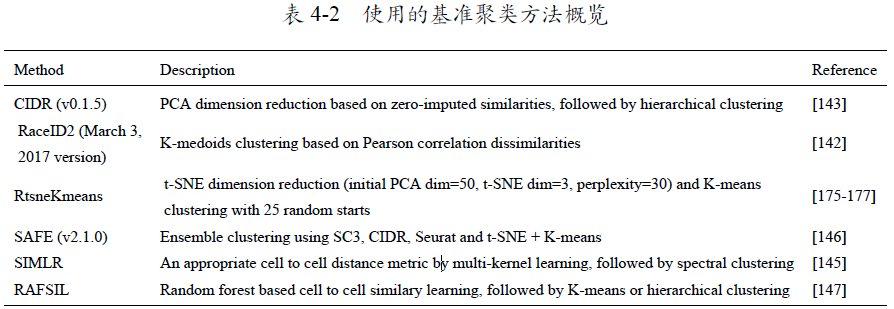 表 4-2 使用的基准聚类方法概览
Method Description Reference
CIDR (v0.1.5) PCA dimension reduction based on zero-imputed similarities, followed by hierarchical clustering [143]
RaceID2 (March 3,
2017 version) K-medoids clustering based on Pearson correlation dissimilarities [142]
t-SNE dimension reduction (initial PCA dim=50, t-SNE dim=3, perplexity=30) and K-means
RtsneKmeans [175-177]
clustering with 25 random starts
SAFE (v2.1.0) Ensemble clustering using SC3, CIDR, Seurat and t-SNE + K-means [146]
SIMLR An appropriate cell to cell distance metric by multi-kernel learning, followed by spectral clustering [145]
RAFSIL Random forest based cell to cell similary learning, followed by K-means or hierarchical clustering [147]